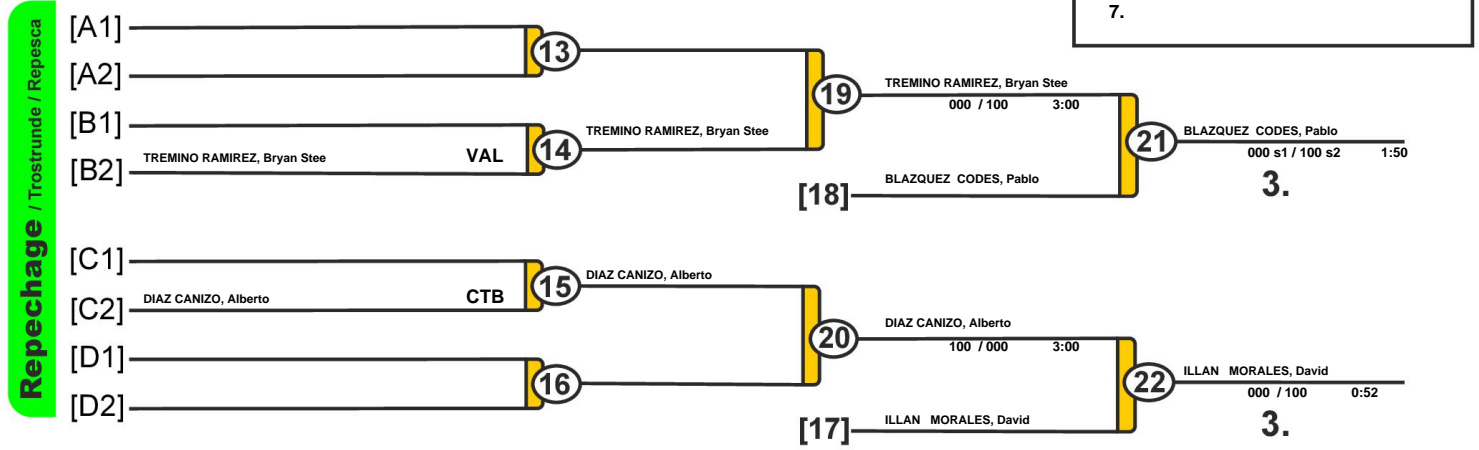 7.
Repechage / Trostrunde / Repesca
[A1]
13
[A2]
19
TREMINO RAMIREZ, Bryan Stee
000 / 100 3:00
[B1]
14
TREMINO RAMIREZ, Bryan Stee
[B2]
TREMINO RAMIREZ, Bryan Stee VAL
21
BLAZQUEZ CODES, Pablo
000 s1 / 100 s2 1:50
3.
[18]
BLAZQUEZ CODES, Pablo
[C1]
15
DIAZ CANIZO, Alberto
[C2]
DIAZ CANIZO, Alberto CTB
20
DIAZ CANIZO, Alberto
100 / 000 3:00
[D1]
16
[D2]
22
ILLAN MORALES, David
000 / 100 0:52
3.
[17]
ILLAN MORALES, David